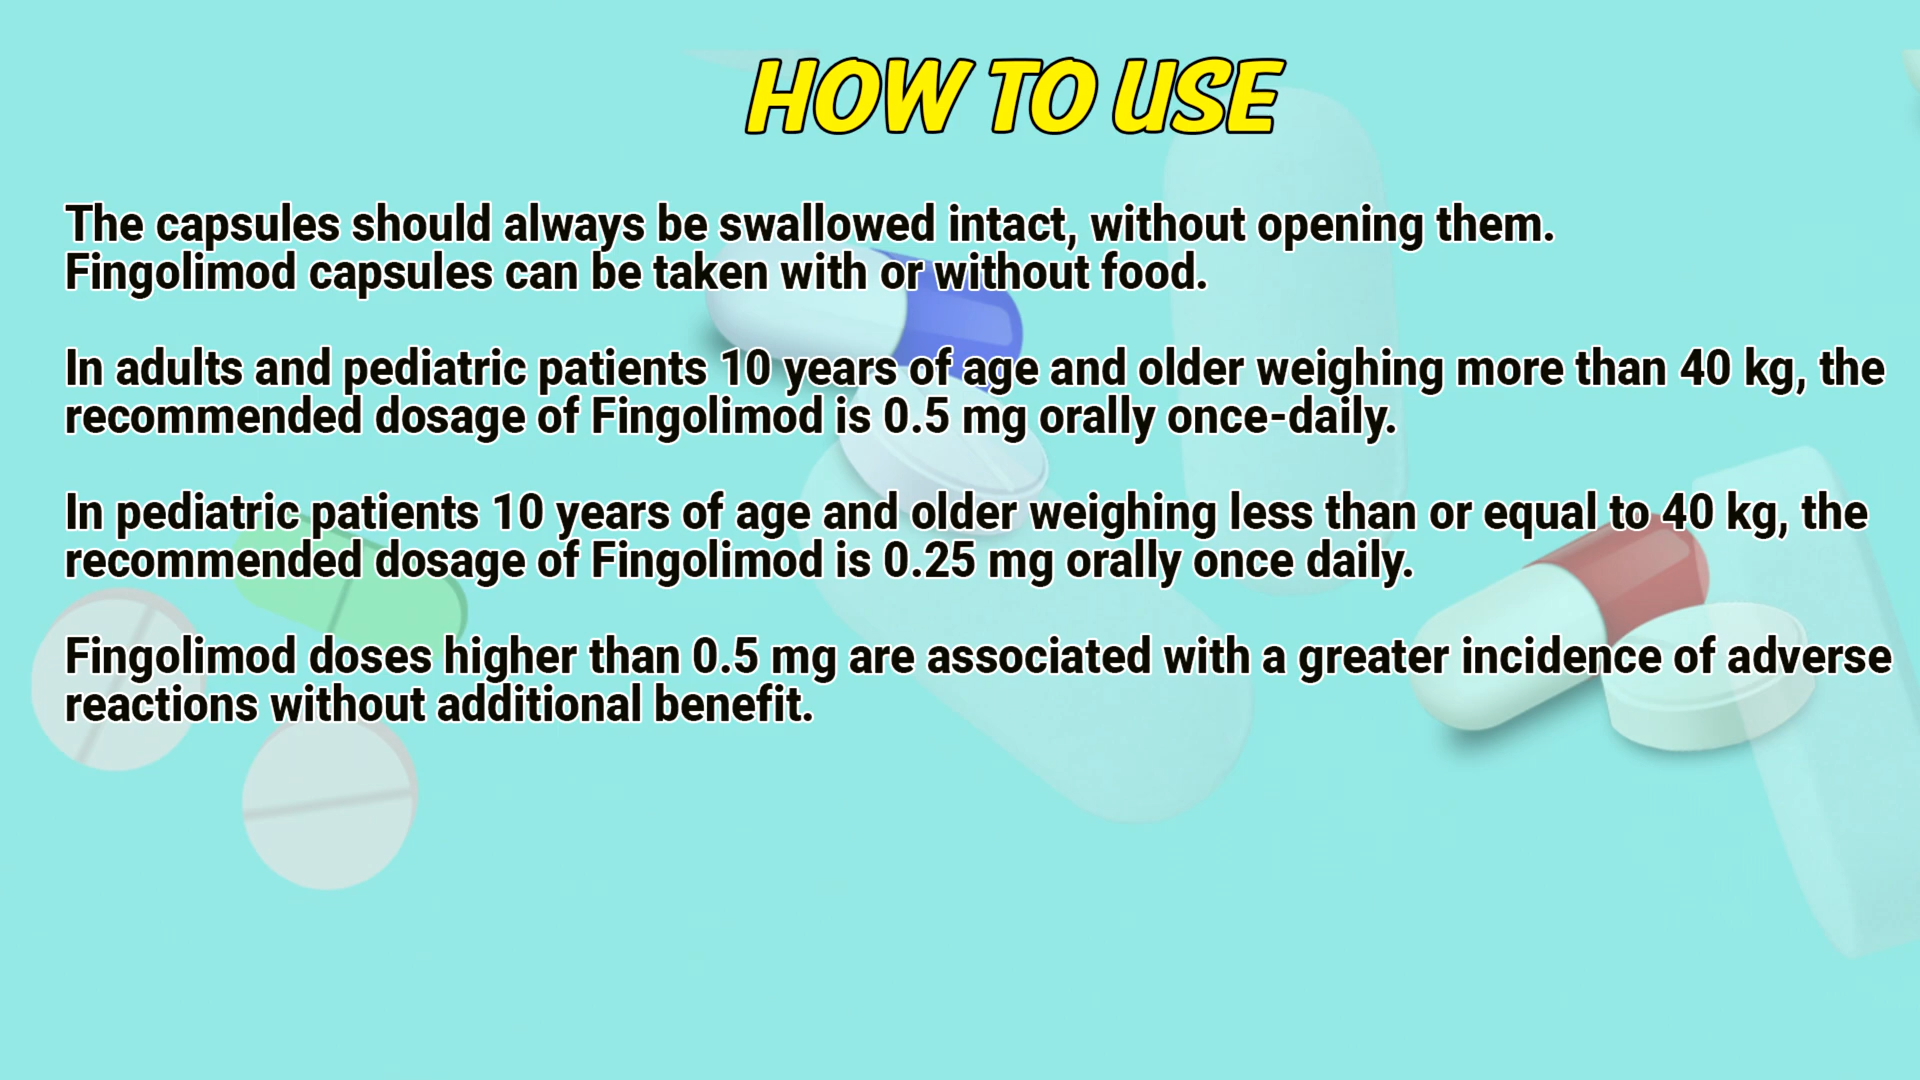 HOW TO USE
The capsules should always be swallowed intact, without opening them.
Fingolimod capsules can be taken with or without food.
In adults and pediatric patients 10 years of age and older weighing more than 40 kg, the
recommended dosage of Fingolimod is 0.5 mg orally once-daily.
In pediatric patients 10 years of age and older weighing less than or equal to 40 kg, the
recommended dosage of Fingolimod is 0.25 mg orally once daily.
Fingolimod doses higher than 0.5 mg are associated with a greater incidence of adverse
reactions without additional benefit.